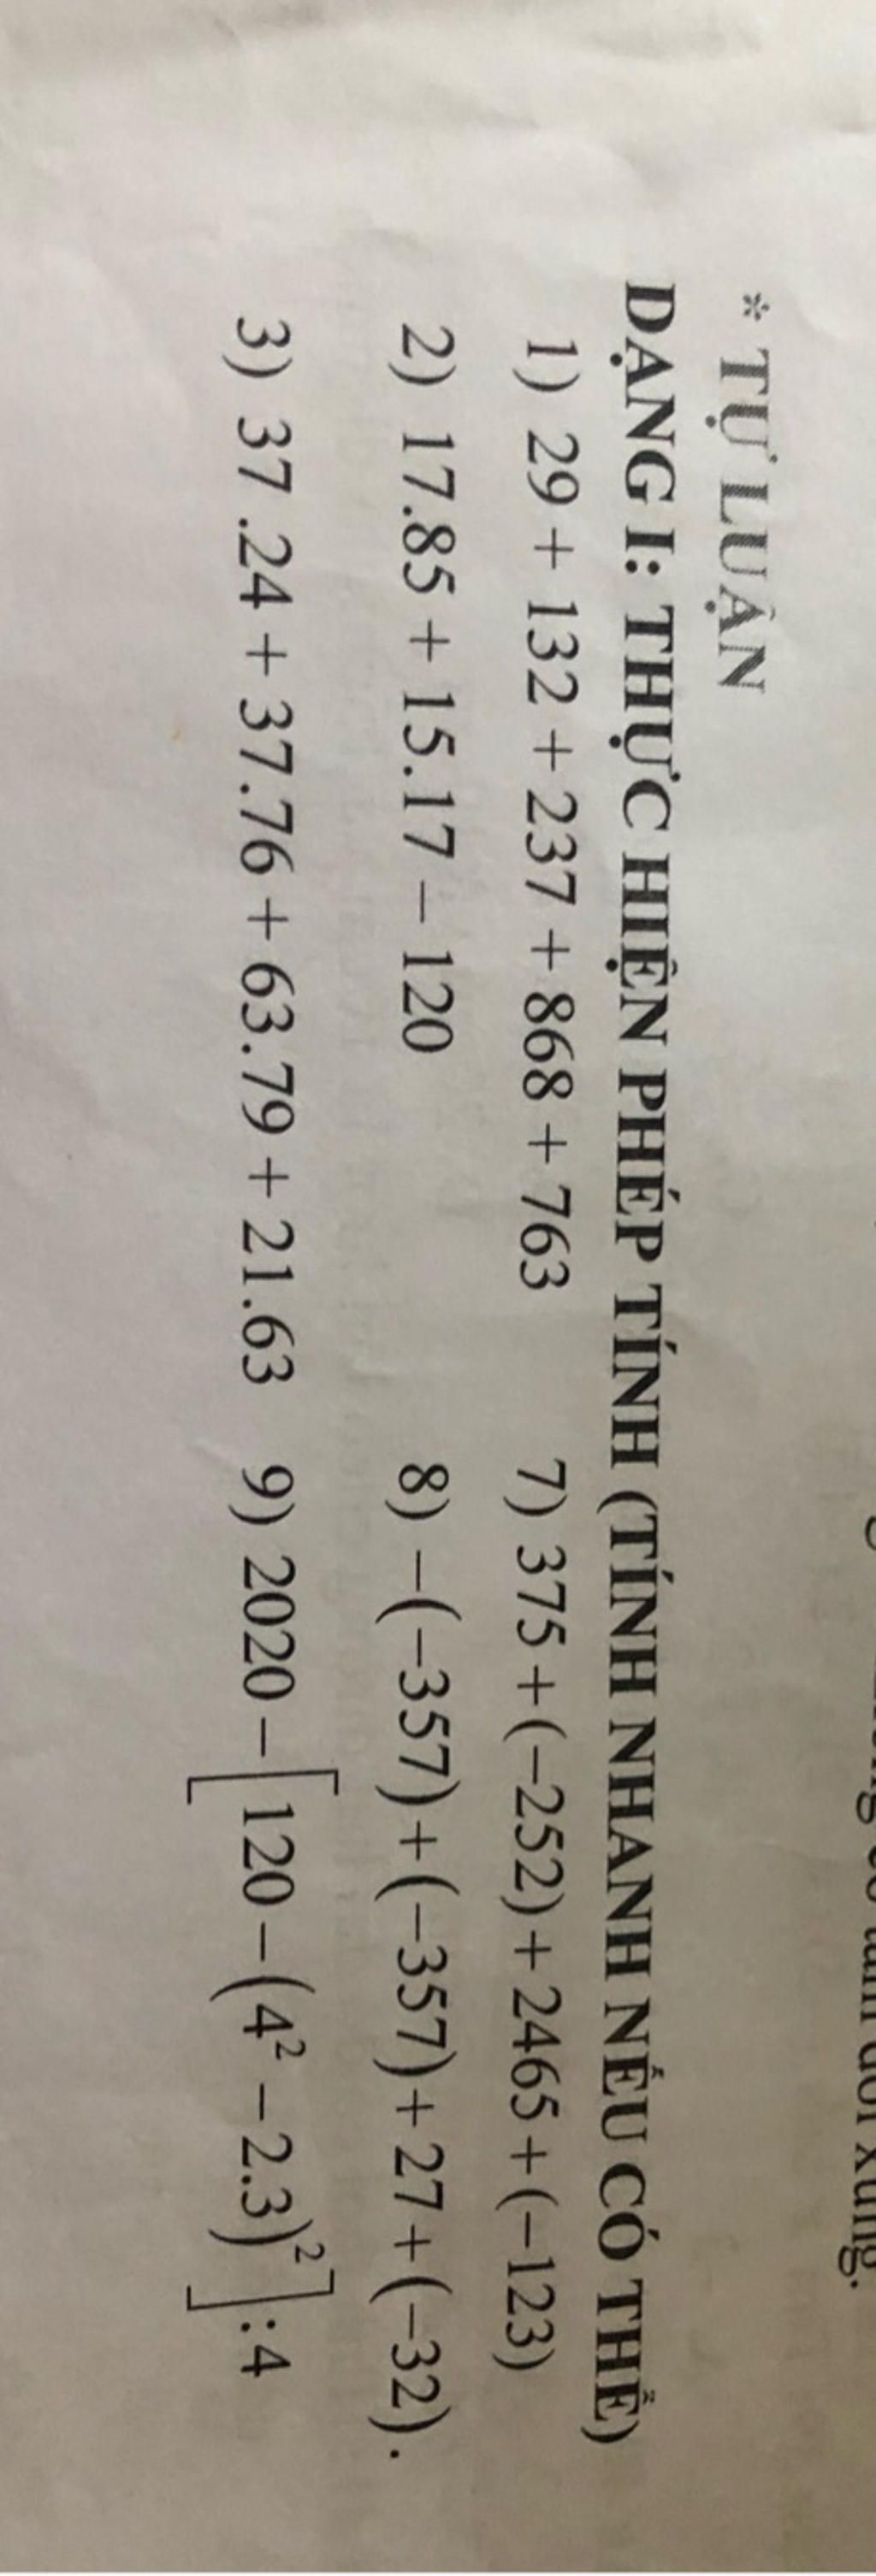 * TỰ LUẬN
DẠNG I: THỰC HIỆN PHÉP TÍNH (TÍNH NHANH NẾU CÓ THỂ)
1) 29 + 132 + 237 + 868 + 763 7) 375 + (−252) + 2465 + (−123)
2) 17.85 + 15.17 − 120 8) −(−357) + (−357) + 27 + (−32).
3) 37 .24 + 37.76 + 63.79 + 21.63 9) 2020 − [120 − (4² − 2.3)²] : 4